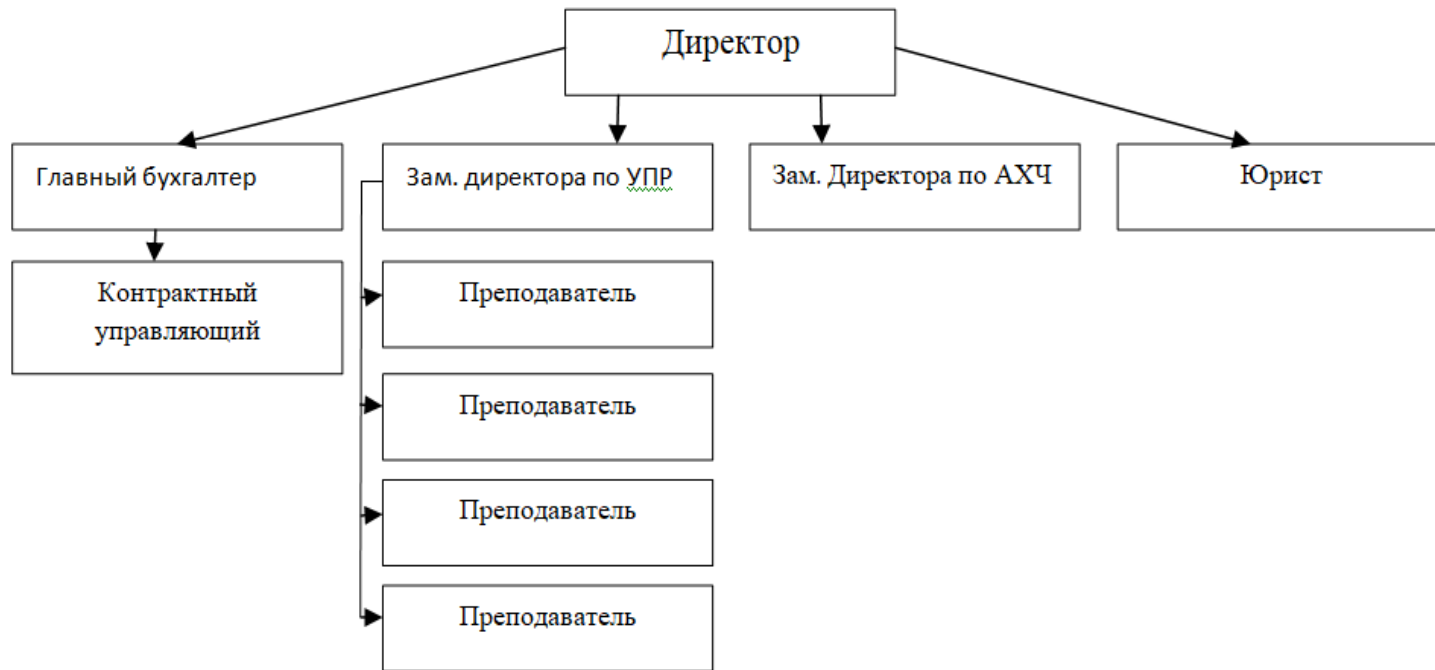 Директор
Главный бухгалтер
Зам. директора по УПР
Зам. Директора по АХЧ
Юрист
Контрактный
управляющий
Преподаватель
Преподаватель
Преподаватель
Преподаватель